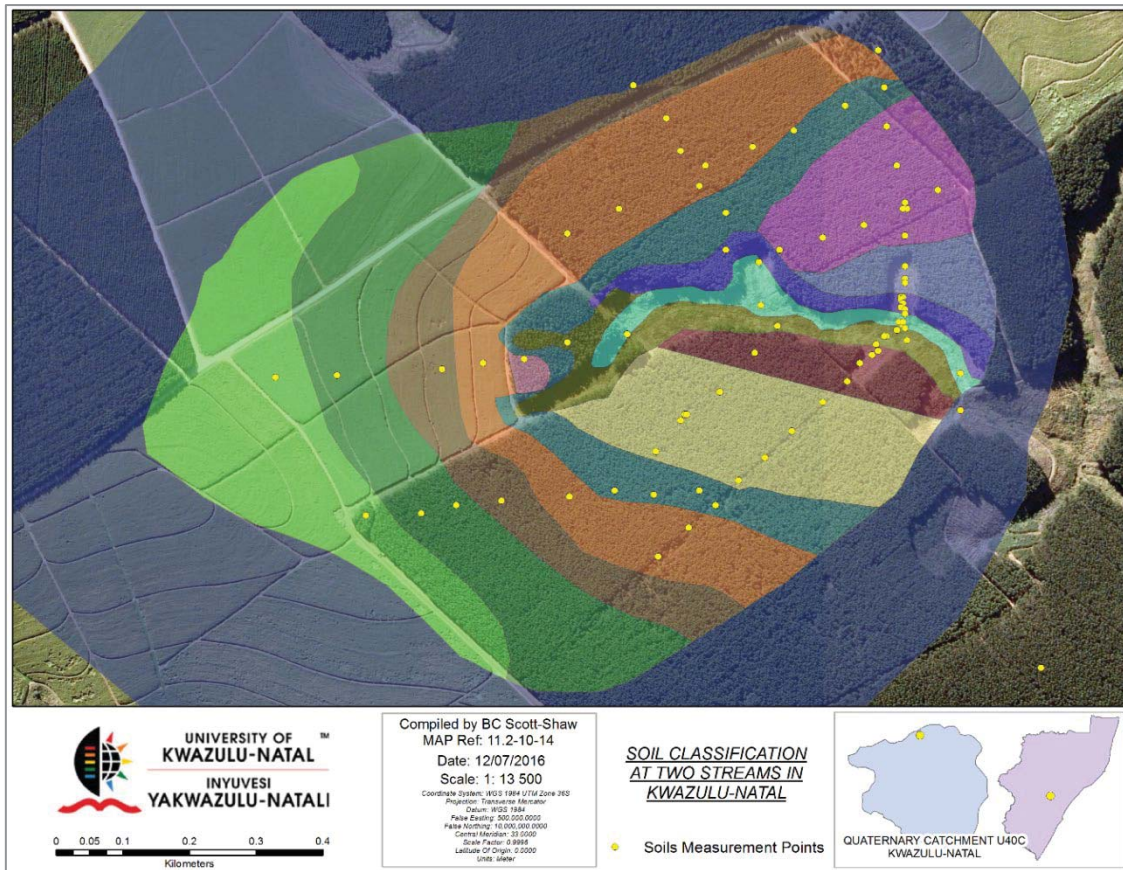 UNIVERSITY OF ™
KWAZULU-NATAL
INYUVESI
YAKWAZULU-NATALI
0 0.05 0.1 0.2 0.3 0.4
Kilometers
Compiled by BC Scott-Shaw
MAP Ref: 11.2-10-14
Date: 12/07/2016
Scale: 1: 13 500
Coordinate System: WGS 1984 UTM Zone 36S
Projection: Transverse Mercator
Datum: WGS 1984
False Easting: 500,000.0000
False Northing: 10,000,000.0000
Central Meridian: 33.0000
Scale Factor: 0.9996
Latitude Of Origin: 0.0000
Units: Meter
SOIL CLASSIFICATION
AT TWO STREAMS IN
KWAZULU-NATAL
Soils Measurement Points
QUATERNARY CATCHMENT U40C
KWAZULU-NATAL